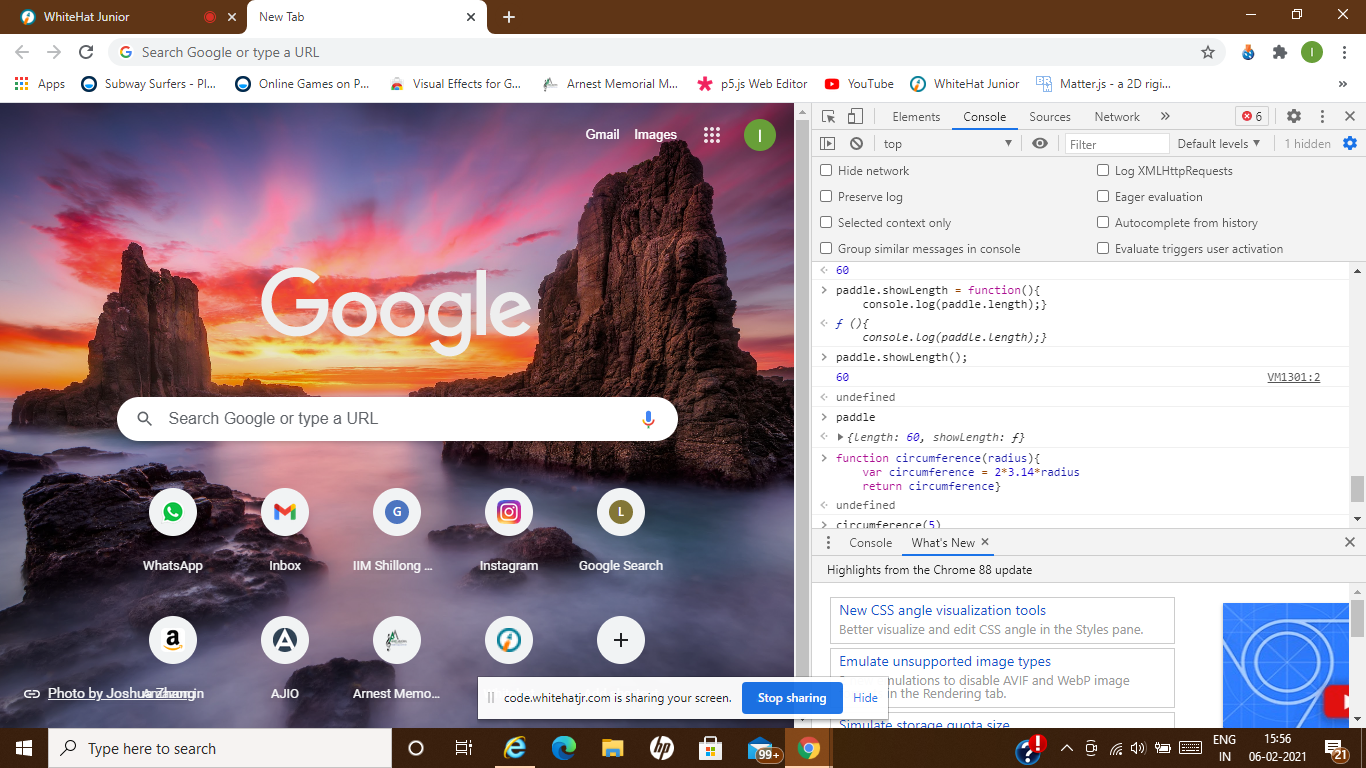 WhiteHat Junior
New Tab
Search Google or type a URL
I
Apps
Subway Surfers - Pl...
Online Games on P...
Visual Effects for G...
Arnest Memorial M...
p5.js Web Editor
YouTube
WhiteHat Junior
Matter.js - a 2D rigi...
»
Gmail
Images
I
Google
Search Google or type a URL
WhatsApp
Inbox
G
IIM Shillong ...
Instagram
L
Google Search
a
AJIO
Arnest Memo...
Photo by Joshua Zhang
Elements
Console
Sources
Network
»
6
top
Filter
Default levels
1 hidden
Hide network
Log XMLHttpRequests
Preserve log
Eager evaluation
Selected context only
Autocomplete from history
Group similar messages in console
Evaluate triggers user activation
60
paddle.showLength = function(){
console.log(paddle.length);}
ƒ (){
console.log(paddle.length);}
paddle.showLength();
60
VM1301:2
undefined
paddle
{length: 60, showLength: ƒ}
function circumference(radius){
var circumference = 2*3.14*radius
return circumference}
undefined
circumference(5)
Console
What's New
Highlights from the Chrome 88 update
New CSS angle visualization tools
Better visualize and edit CSS angle in the Styles pane.
Emulate unsupported image types
mulations to disable AVIF and WebP image
in the Rendering tab.
Simulate storage quota size
code.whitehatjr.com is sharing your screen.
Stop sharing
Hide
Type here to search
hp
99+
ENG
IN
15:56
06-02-2021
21